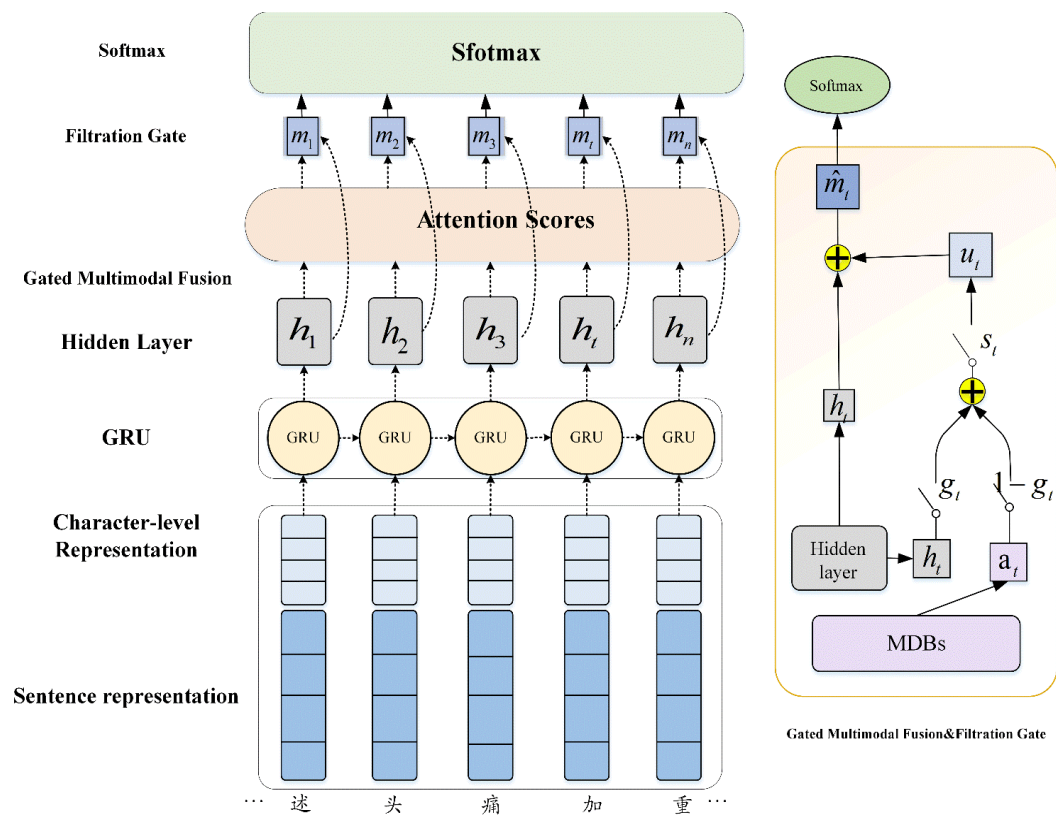 Softmax
Sfotmax
Filtration Gate
m₁ m₂ m₃ mₜ mₙ
Attention Scores
Gated Multimodal Fusion
Hidden Layer
h₁ h₂ h₃ hₜ hₙ
GRU
GRU GRU GRU GRU GRU
Character-level
Representation
Sentence representation
··· 述 头 痛 加 重 ···
Softmax
m̂ₜ
uₜ
sₜ
hₜ
gₜ
1 − gₜ
Hidden
layer
hₜ
aₜ
MDBs
Gated Multimodal Fusion&Filtration Gate